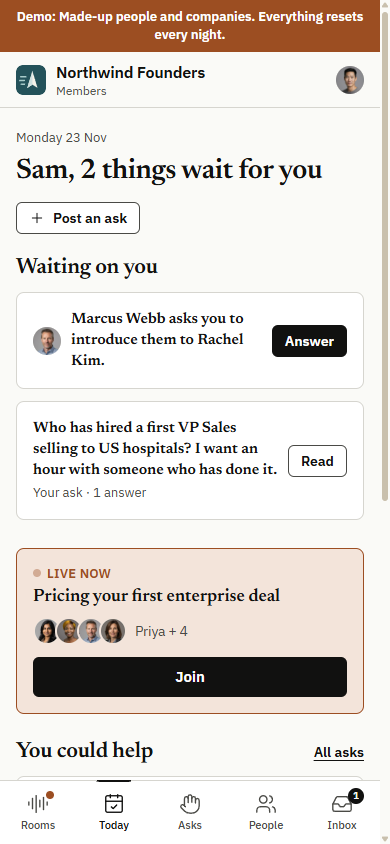 Demo: Made-up people and companies. Everything resets
every night.
Northwind Founders
Members
Monday 23 Nov
Sam, 2 things wait for you
Post an ask
Waiting on you
Marcus Webb asks you to
introduce them to Rachel
Kim.
Answer
Who has hired a first VP Sales
selling to US hospitals? I want an
hour with someone who has done it.
Your ask · 1 answer
Read
LIVE NOW
Pricing your first enterprise deal
Priya + 4
Join
You could help
All asks
Rooms
Today
Asks
People
1
Inbox